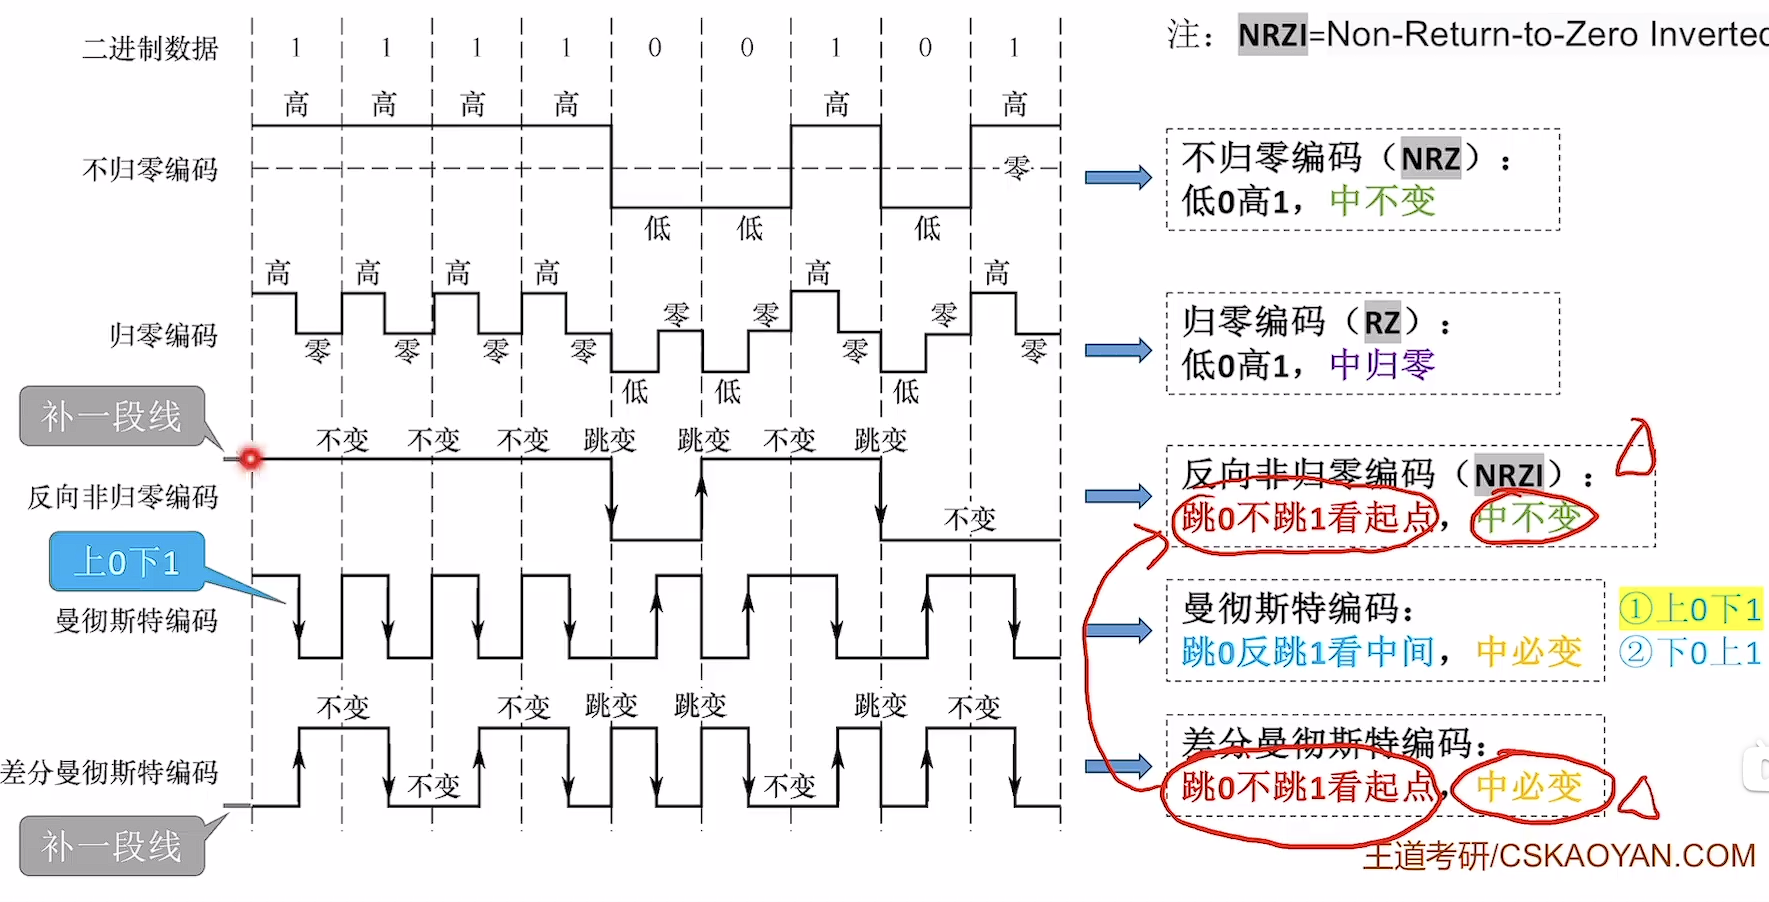 二进制数据 1 1 1 1 0 0 1 0 1
注：NRZI=Non-Return-to-Zero Inverted
高 高 高 高 高 高
不归零编码 零
低 低 低
不归零编码（NRZ）：
低0高1，中不变
高 高 高 高 高 高
零 零 零
归零编码
零 零 零 零 零 零
低 低 低
归零编码（RZ）：
低0高1，中归零
补一段线
不变 不变 不变 跳变 跳变 不变 跳变
反向非归零编码 不变
反向非归零编码（NRZI）：
跳0不跳1看起点，中不变
上0下1
曼彻斯特编码
曼彻斯特编码：
跳0反跳1看中间，中必变
①上0下1
②下0上1
不变 不变 跳变 跳变 跳变 不变
差分曼彻斯特编码 不变 不变
差分曼彻斯特编码：
跳0不跳1看起点，中必变
补一段线
王道考研/CSKAOYAN.COM